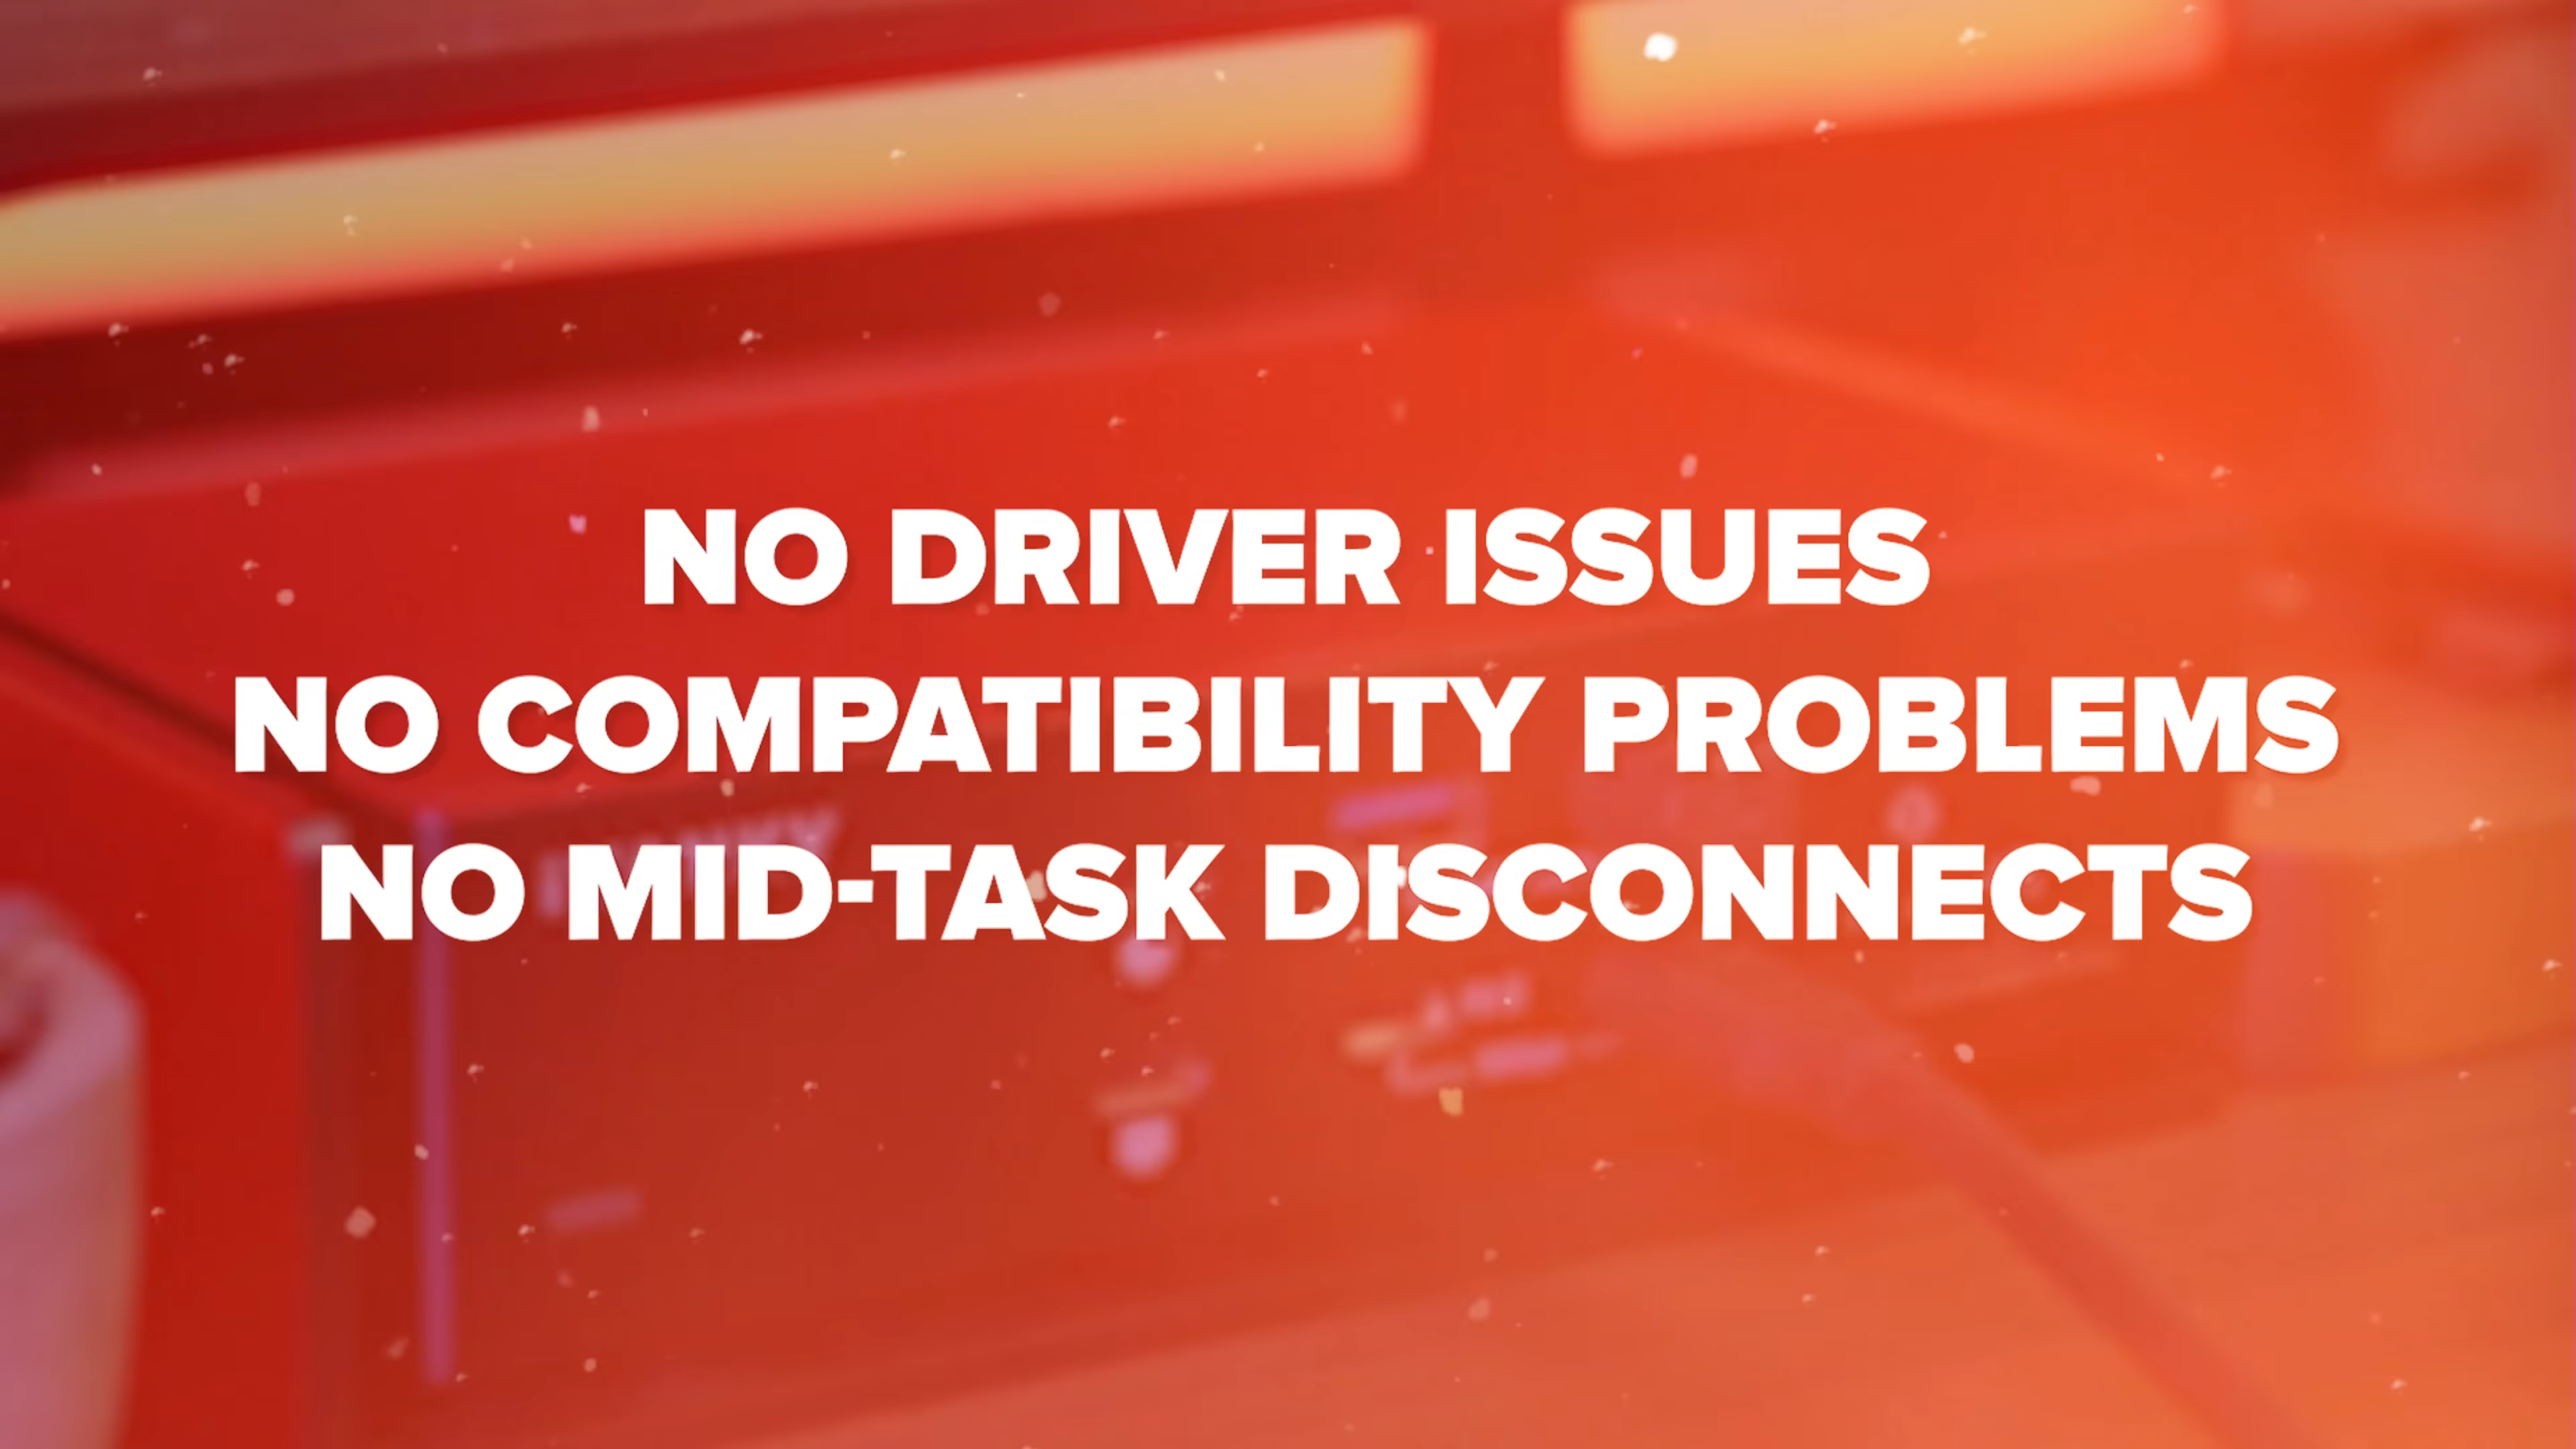 NO DRIVER ISSUES
NO COMPATIBILITY PROBLEMS
NO MID-TASK DISCONNECTS